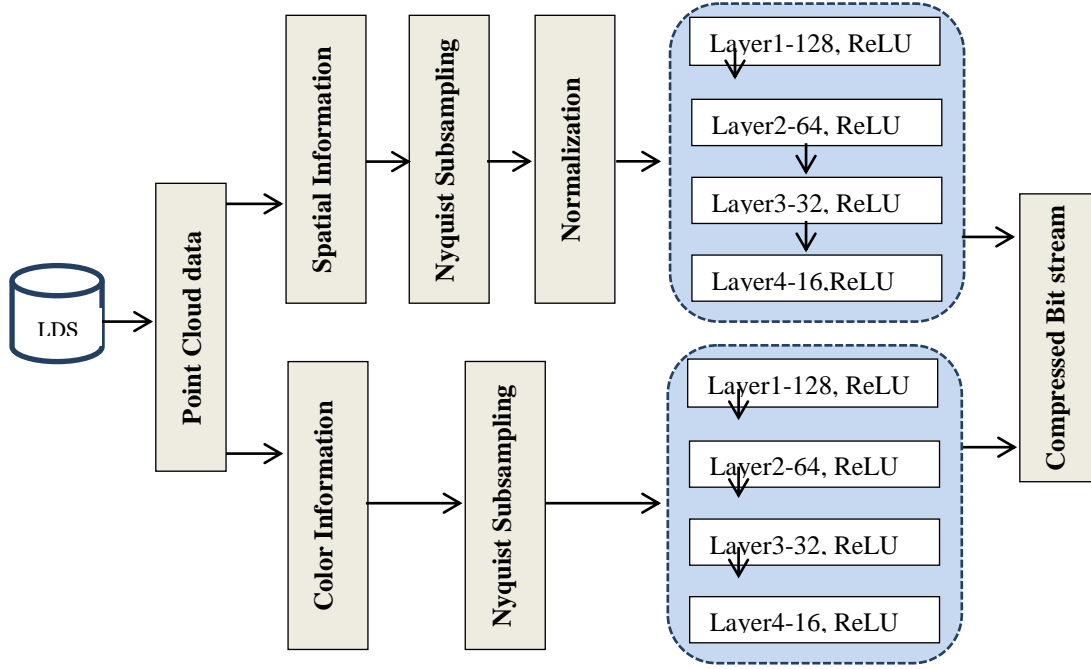 LDS
Point Cloud data
Spatial Information
Nyquist Subsampling
Normalization
Layer1-128, ReLU
Layer2-64, ReLU
Layer3-32, ReLU
Layer4-16,ReLU
Color Information
Nyquist Subsampling
Layer1-128, ReLU
Layer2-64, ReLU
Layer3-32, ReLU
Layer4-16, ReLU
Compressed Bit stream